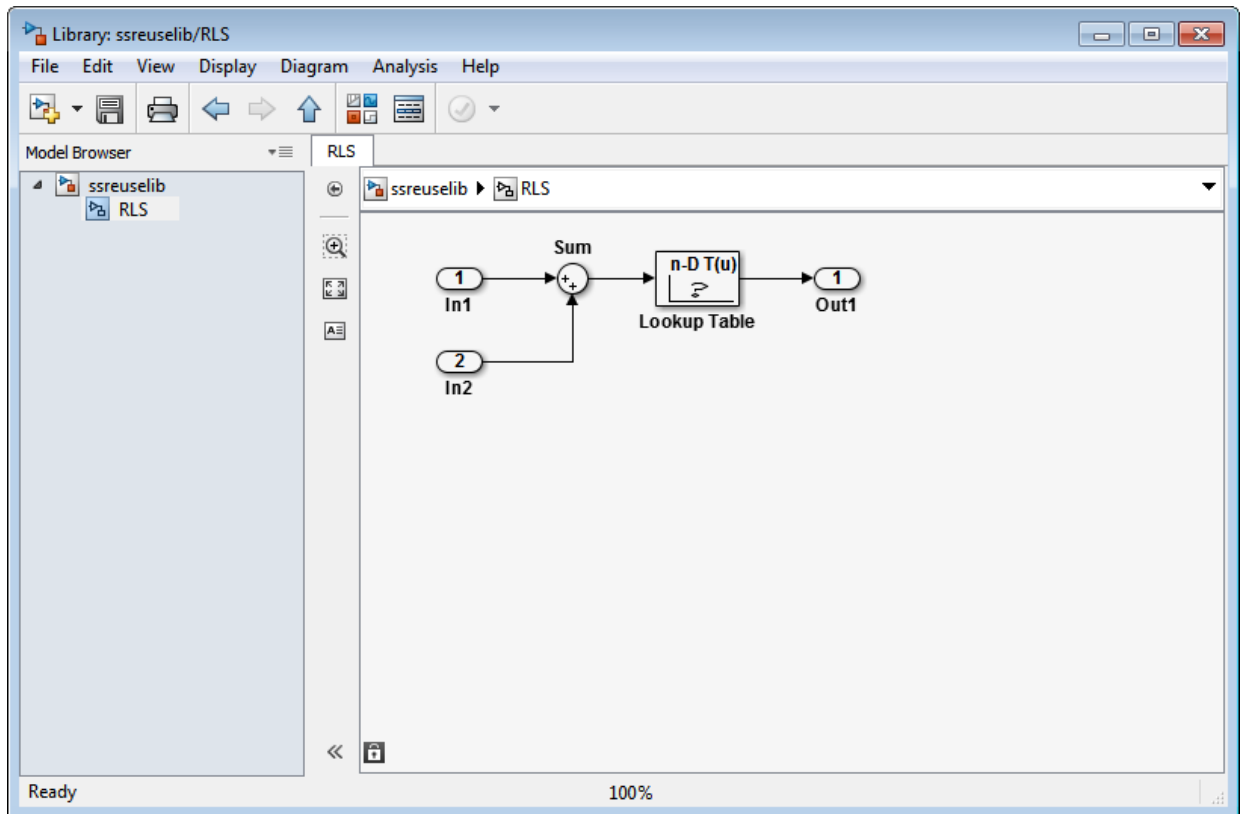 Library: ssreuselib/RLS
File Edit View Display Diagram Analysis Help
Model Browser
RLS
ssreuselib
RLS
ssreuselib RLS
Sum
1
In1
n-D T(u)
?
Lookup Table
1
Out1
2
In2
Ready
100%